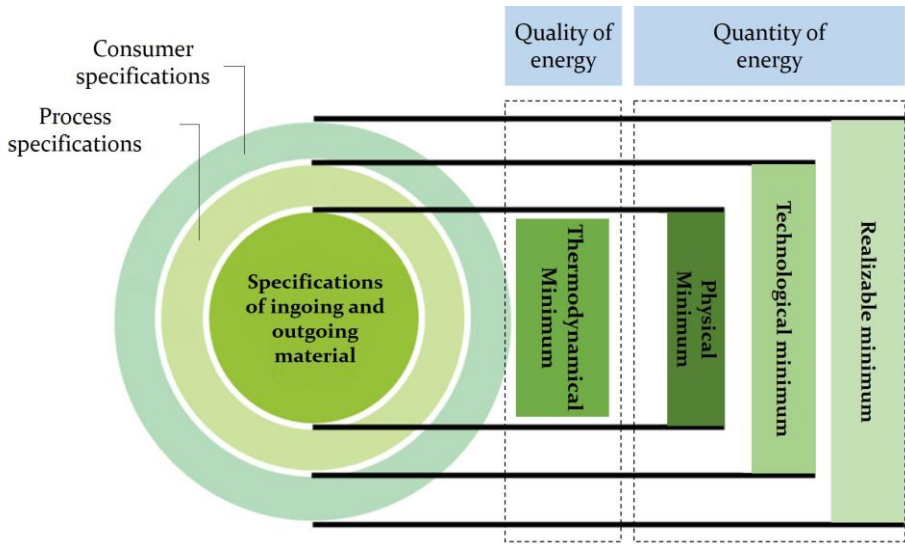 Quality of
energy
Quantity of
energy
Consumer
specifications
Process
specifications
Specifications
of ingoing and
outgoing
material
Thermodynamical
Minimum
Physical
Minimum
Technological minimum
Realizable minimum